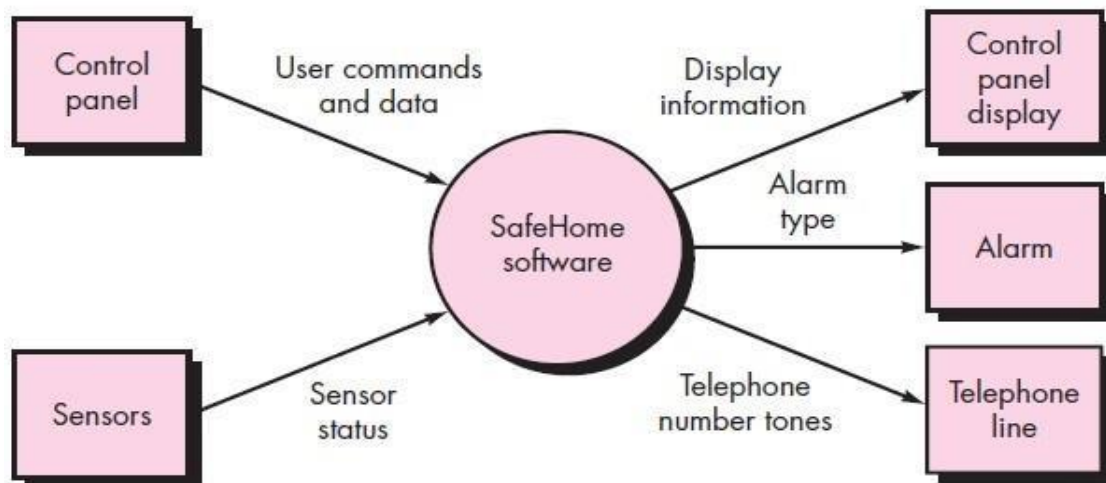 Control
panel
User commands
and data
Display
information
Control
panel
display
SafeHome
software
Alarm
type
Alarm
Sensors
Sensor
status
Telephone
number tones
Telephone
line